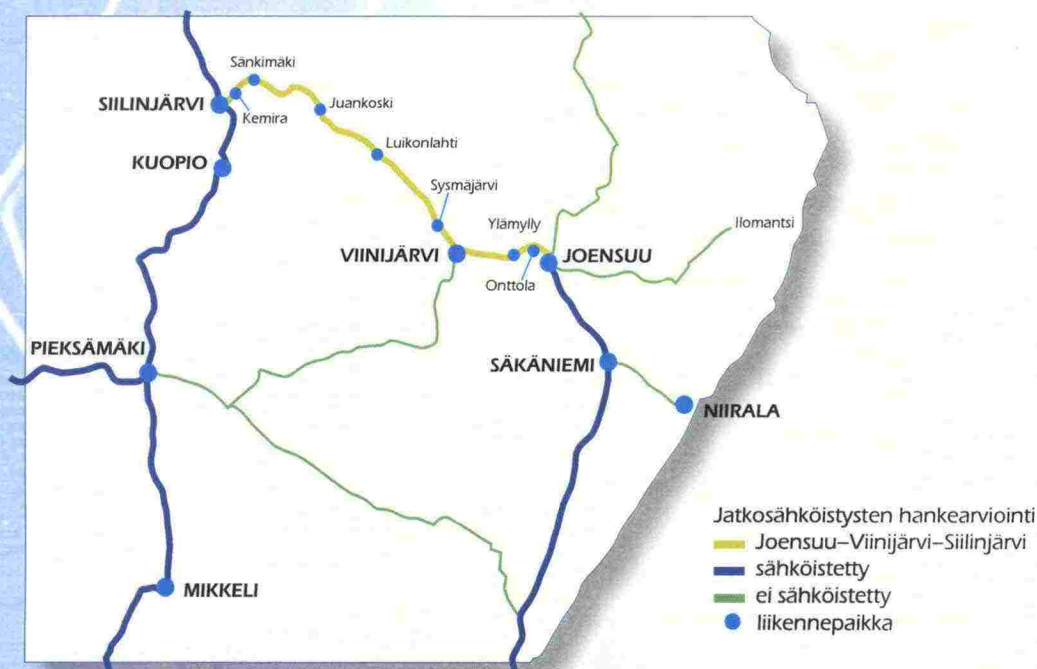 Sänkimäki
SIILINJÄRVI
Kemira
Juankoski
Luikonlahti
KUOPIO
Sysmäjärvi
Ylämylly
Ilomantsi
VIINIJÄRVI
JOENSUU
Onttola
PIEKSÄMÄKI
SÄKÄNIEMI
NIIRALA
MIKKELI
Jatkosähköistysten hankearviointi
Joensuu–Viinijärvi–Siilinjärvi
sähköistetty
ei sähköistetty
liikennepaikka